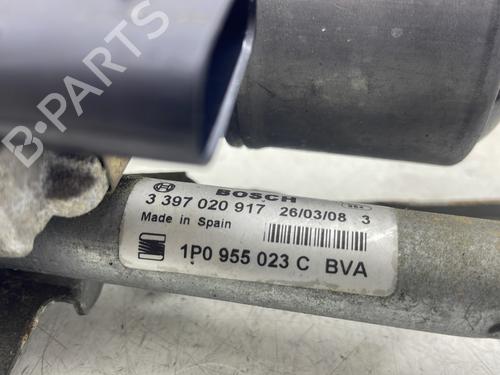 B-PARTS
BOSCH
3 397 020 917 26/03/08 3
Made in Spain
1P0 955 023 C BVA